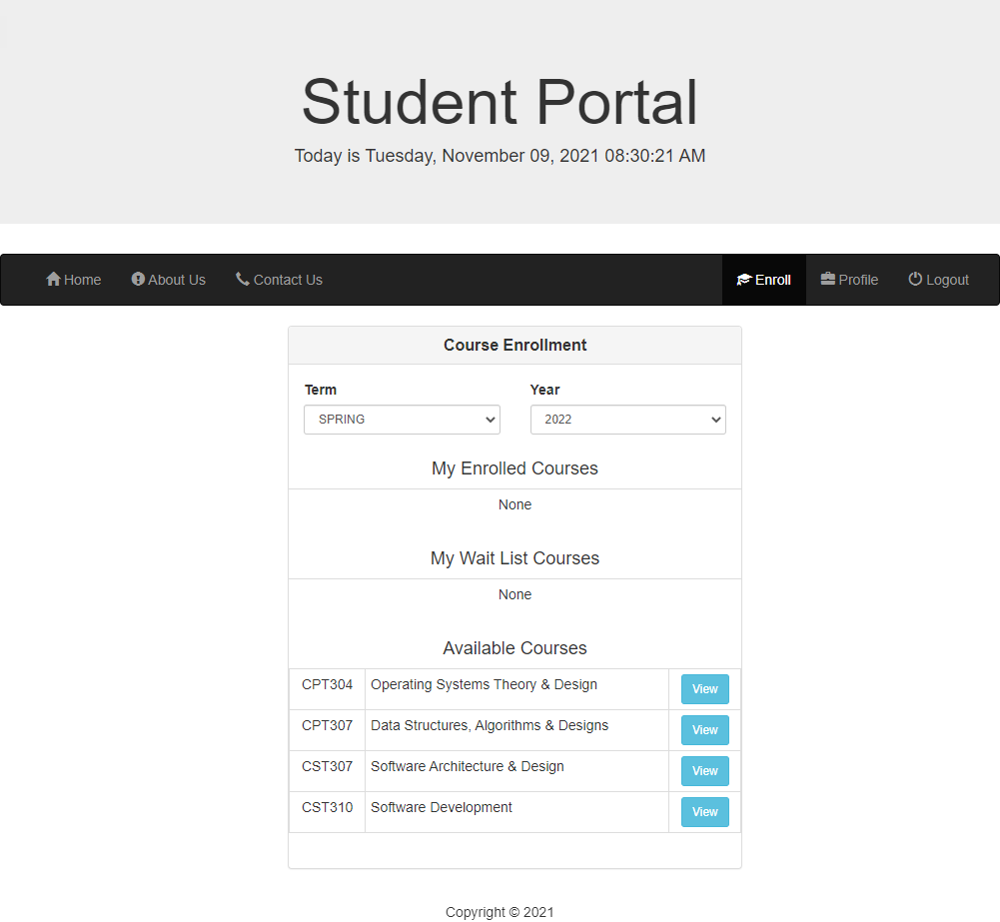 Student Portal
Today is Tuesday, November 09, 2021 08:30:21 AM
Home About Us Contact Us Enroll Profile Logout
Course Enrollment
Term Year
SPRING 2022
My Enrolled Courses
None
My Wait List Courses
None
Available Courses
CPT304 Operating Systems Theory & Design View
CPT307 Data Structures, Algorithms & Designs View
CST307 Software Architecture & Design View
CST310 Software Development View
Copyright © 2021